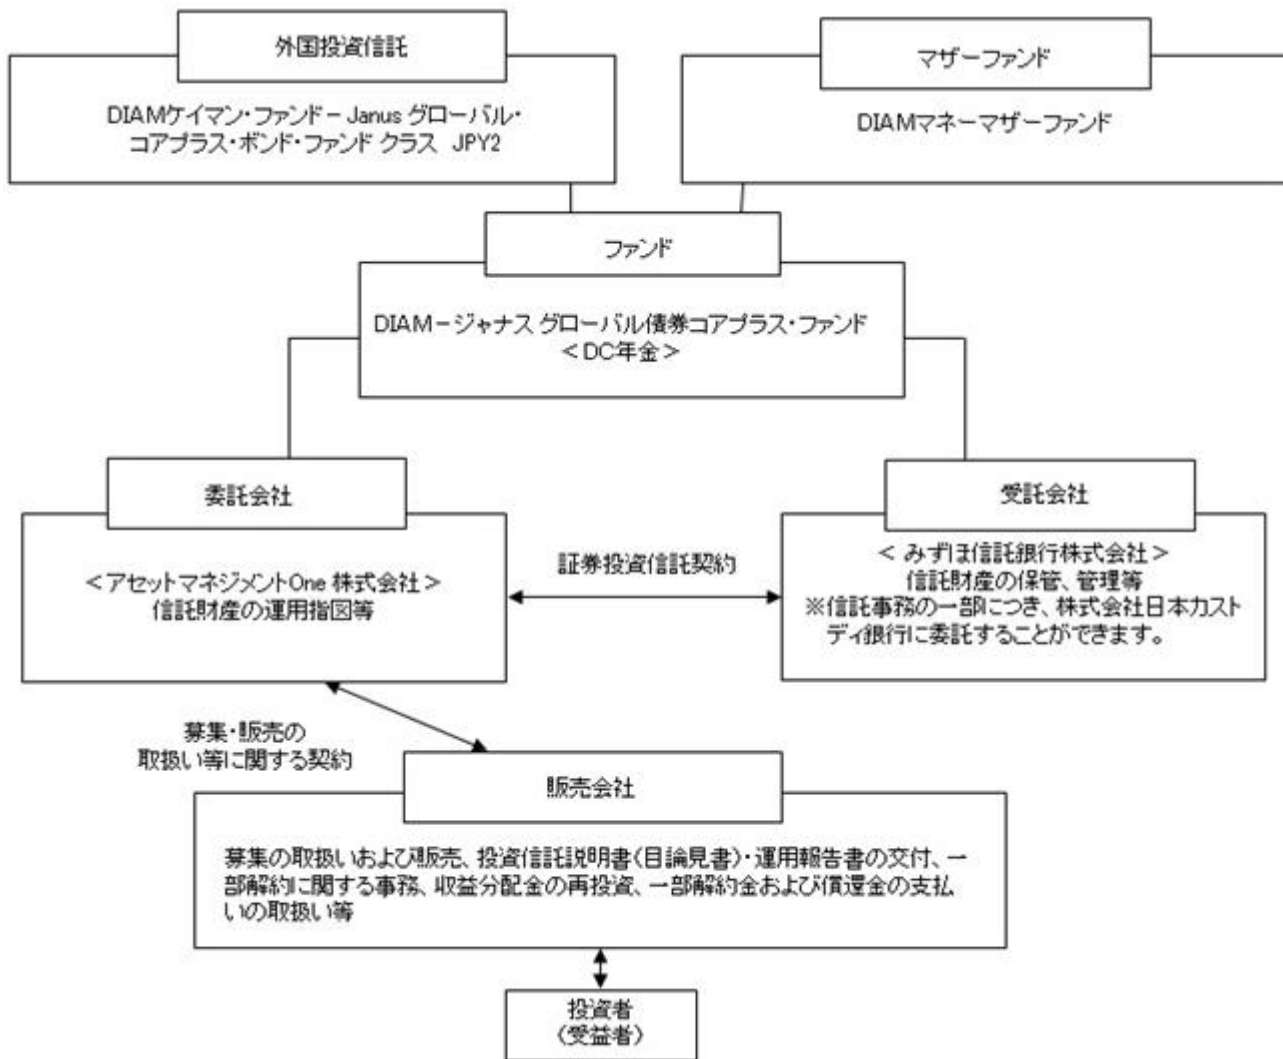 外国投資信託
マザーファンド
DIAMケイマン・ファンド－Janus グローバル・
コアプラス・ボンド・ファンド クラス JPY2
DIAMマネーマザーファンド
ファンド
DIAM－ジャナス グローバル債券コアプラス・ファンド
＜DC年金＞
委託会社
受託会社
＜アセットマネジメントOne 株式会社＞
信託財産の運用指図等
証券投資信託契約
＜ みずほ信託銀行株式会社＞
信託財産の保管、管理等
※信託事務の一部につき、株式会社日本カスト
ディ銀行に委託することができます。
募集・販売の
取扱い等に関する契約
販売会社
募集の取扱いおよび販売、投資信託説明書（目論見書）・運用報告書の交付、一
部解約に関する事務、収益分配金の再投資、一部解約金および償還金の支払
いの取扱い等
投資者
（受益者）